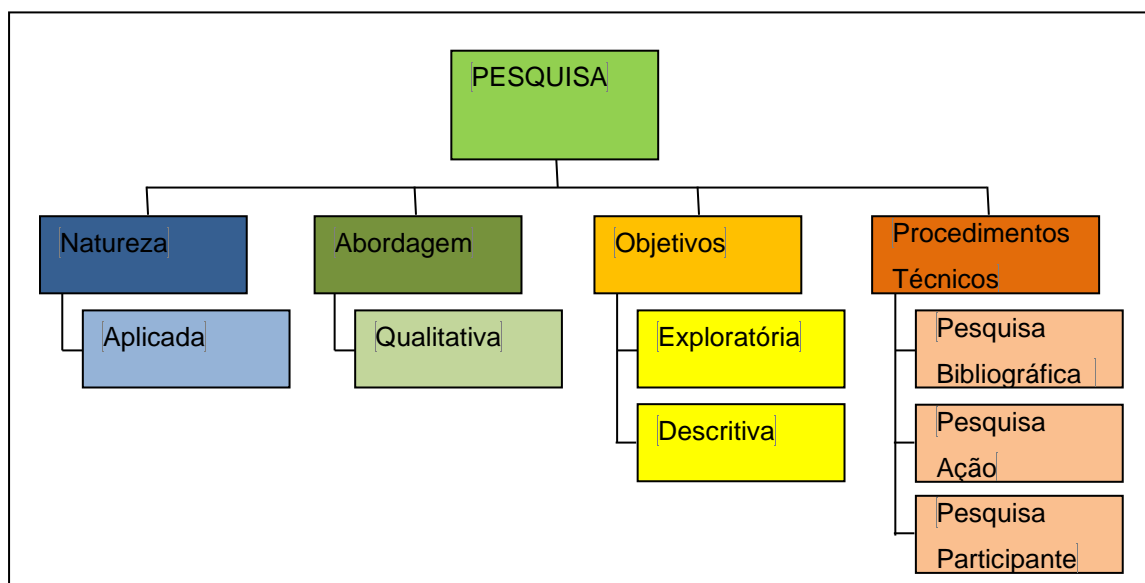 PESQUISA
Natureza
Abordagem
Objetivos
Procedimentos
Técnicos
Aplicada
Qualitativa
Exploratória
Descritiva
Pesquisa
Bibliográfica
Pesquisa
Ação
Pesquisa
Participante